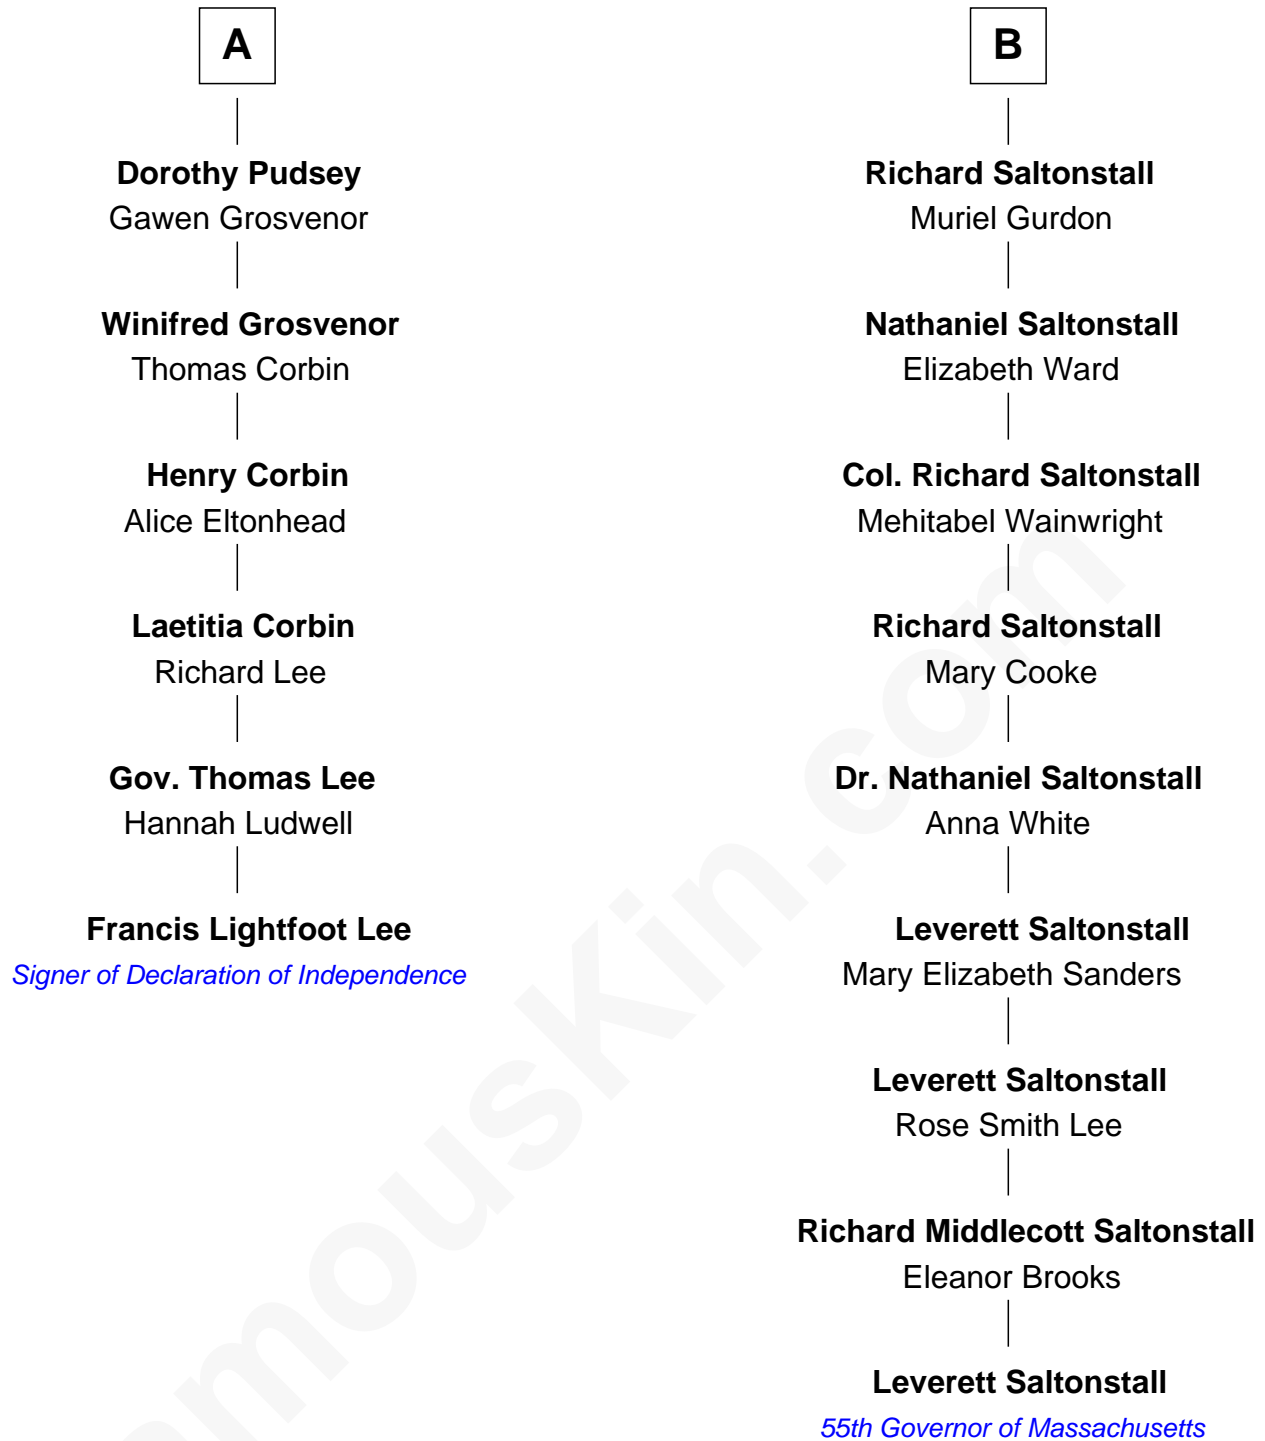 A
Dorothy Pudsey
Gawen Grosvenor
Winifred Grosvenor
Thomas Corbin
Henry Corbin
Alice Eltonhead
Laetitia Corbin
Richard Lee
Gov. Thomas Lee
Hannah Ludwell
Francis Lightfoot Lee
Signer of Declaration of Independence
B
Richard Saltonstall
Muriel Gurdon
Nathaniel Saltonstall
Elizabeth Ward
Col. Richard Saltonstall
Mehitabel Wainwright
Richard Saltonstall
Mary Cooke
Dr. Nathaniel Saltonstall
Anna White
Leverett Saltonstall
Mary Elizabeth Sanders
Leverett Saltonstall
Rose Smith Lee
Richard Middlecott Saltonstall
Eleanor Brooks
Leverett Saltonstall
55th Governor of Massachusetts
amouskin.com